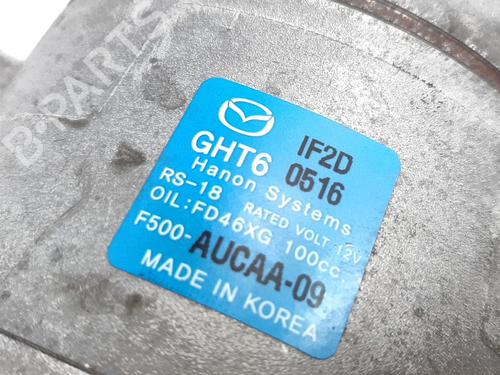 B-PARTS
GHT6 IF2D
Hanon Systems 0516
RS-18 RATED VOLT 12V
OIL:FD46XG 100cc
F500-AUCAA-09
MADE IN KOREA